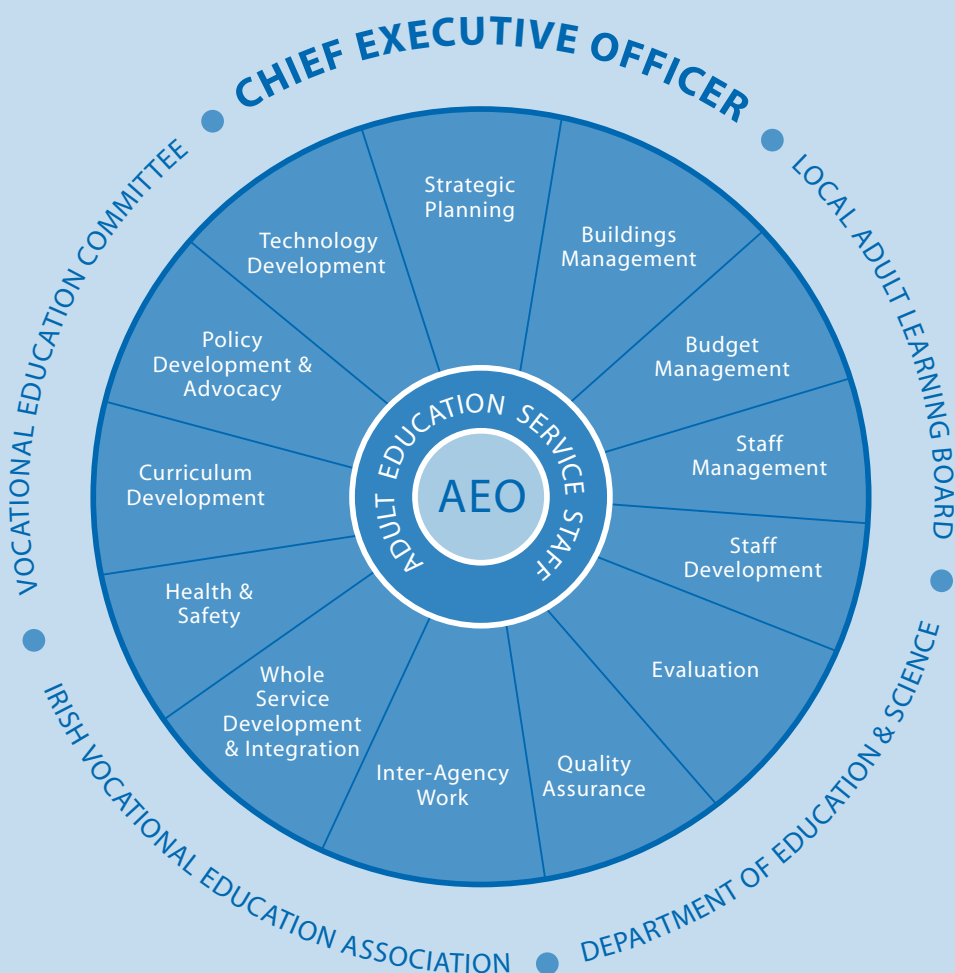 CHIEF EXECUTIVE OFFICER
LOCAL ADULT LEARNING BOARD
DEPARTMENT OF EDUCATION & SCIENCE
IRISH VOCATIONAL EDUCATION ASSOCIATION
VOCATIONAL EDUCATION COMMITTEE
Strategic
Planning
Buildings
Management
Budget
Management
Staff
Management
Staff
Development
Evaluation
Quality
Assurance
Inter-Agency
Work
Whole
Service
Development
& Integration
Health &
Safety
Curriculum
Development
Policy
Development &
Advocacy
Technology
Development
ADULT EDUCATION SERVICE STAFF
AEO